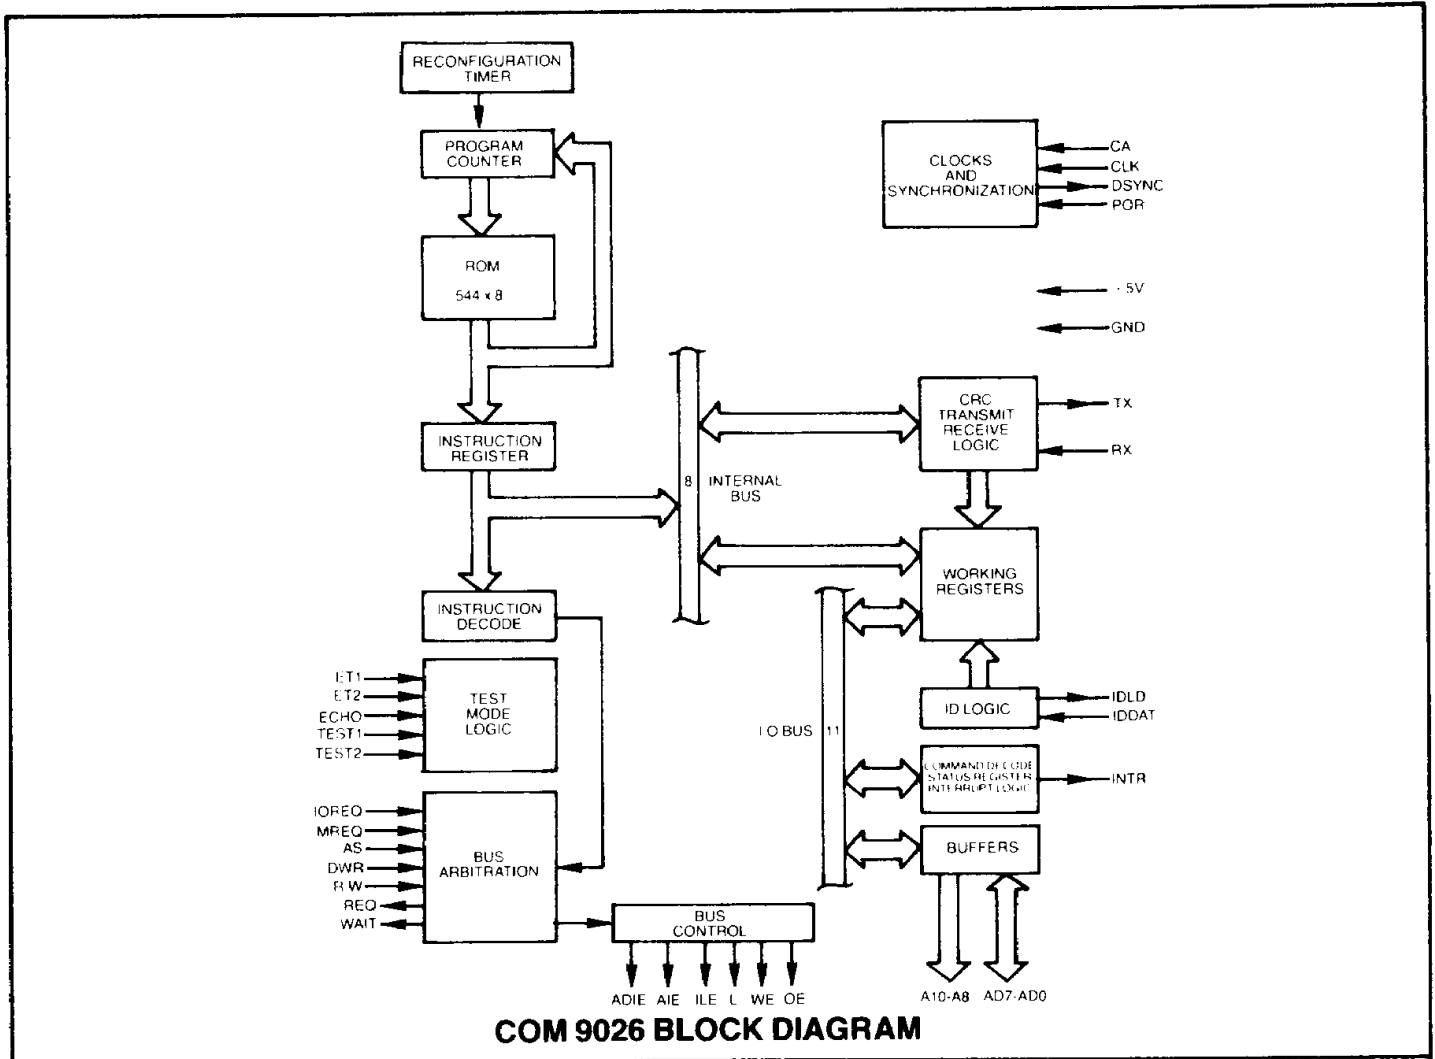 RECONFIGURATION
TIMER
PROGRAM
COUNTER
ROM
544 x 8
INSTRUCTION
REGISTER
INSTRUCTION
DECODE
ET1
ET2
ECHO
TEST1
TEST2
TEST
MODE
LOGIC
IOREQ
MREQ
AS
DWR
R W
REQ
WAIT
BUS
ARBITRATION
BUS
CONTROL
ADIE AIE ILE L WE OE
8 INTERNAL
BUS
I O BUS 11
CLOCKS
AND
SYNCHRONIZATION
CA
CLK
DSYNC
POR
5V
GND
CRC
TRANSMIT
RECEIVE
LOGIC
TX
RX
WORKING
REGISTERS
ID LOGIC
IDLD
IDDAT
COMMAND DECODE
STATUS REGISTER
INTERRUPT LOGIC
INTR
BUFFERS
A10-A8 AD7-AD0
COM 9026 BLOCK DIAGRAM